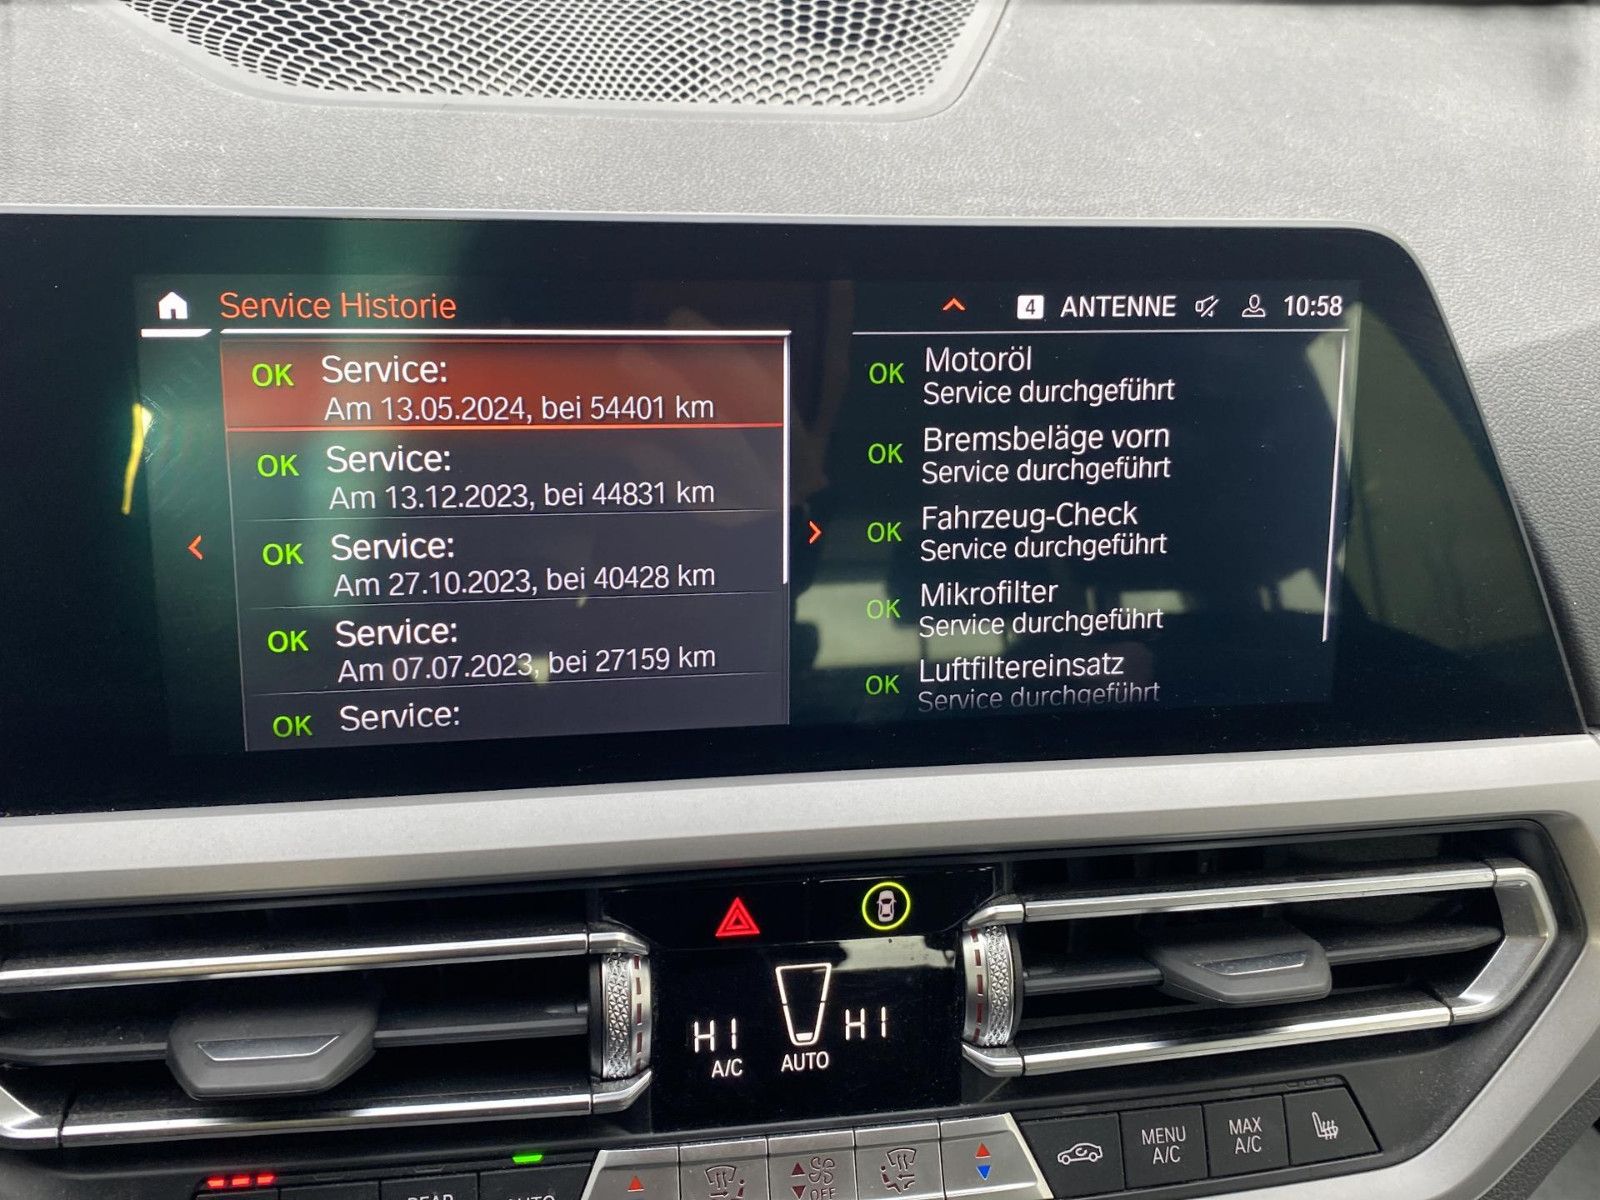 Service Historie
4 ANTENNE 10:58
OK Service:
Am 13.05.2024, bei 54401 km
OK Service:
Am 13.12.2023, bei 44831 km
OK Service:
Am 27.10.2023, bei 40428 km
OK Service:
Am 07.07.2023, bei 27159 km
OK Service:
OK Motoröl
Service durchgeführt
OK Bremsbeläge vorn
Service durchgeführt
OK Fahrzeug-Check
Service durchgeführt
OK Mikrofilter
Service durchgeführt
OK Luftfiltereinsatz
Service durchgeführt
HI HI
A/C AUTO
MENU
A/C
MAX
A/C
OFF
REAR
AUTO